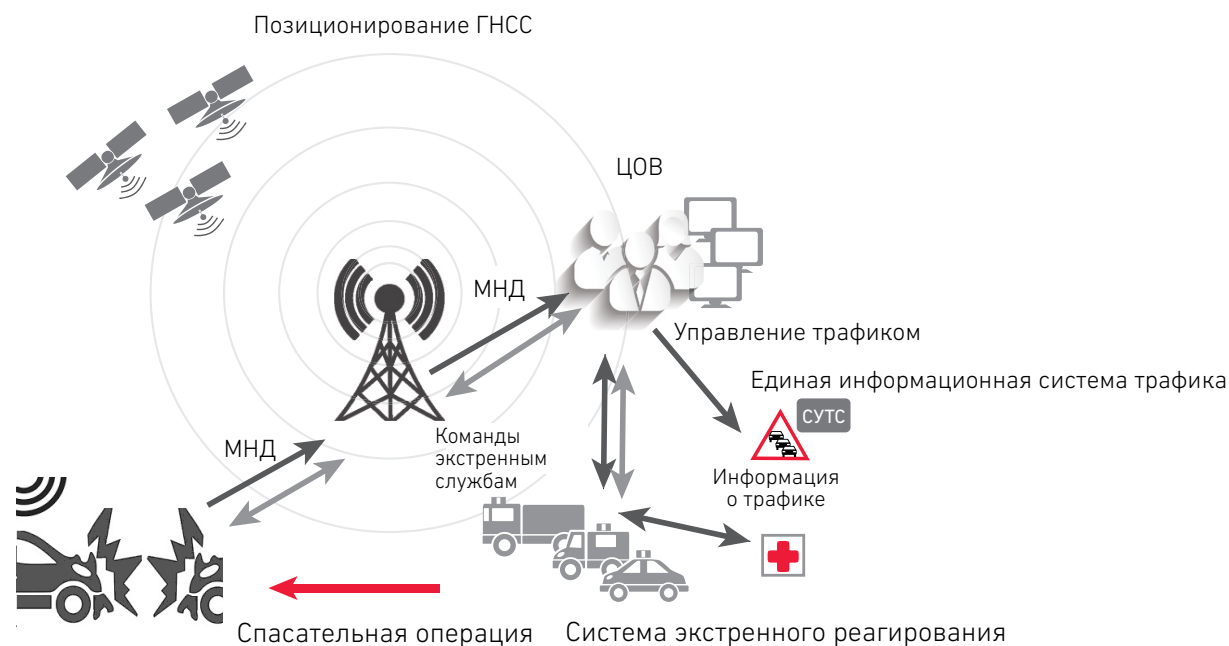 Позиционирование ГНСС
ЦОВ
МНД
Управление трафиком
Единая информационная система трафика
СУТС
МНД
Команды
экстренным
службам
Информация
о трафике
Спасательная операция
Система экстренного реагирования